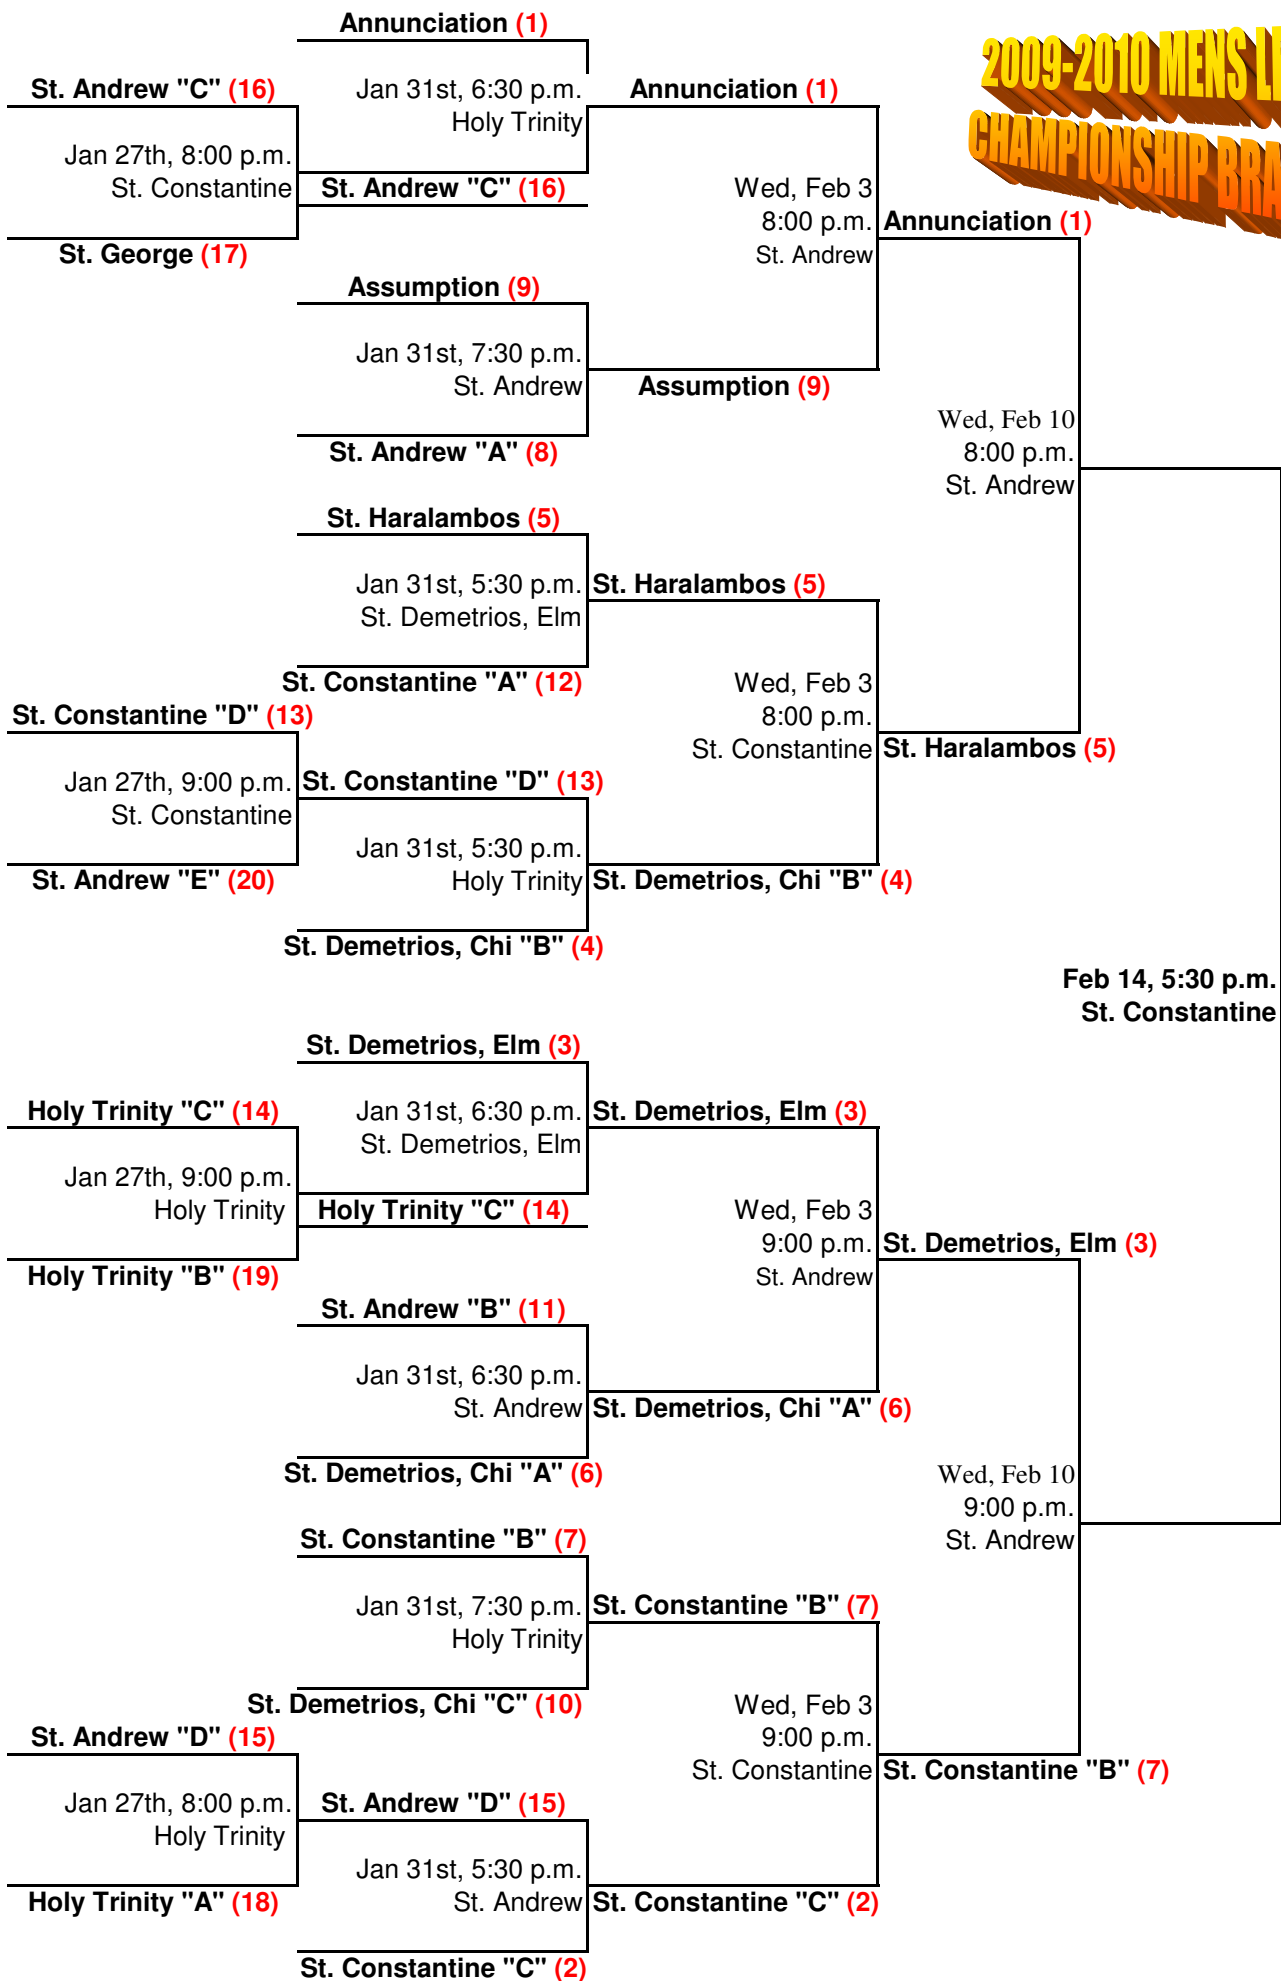 2009-2010 MENS
CHAMPIONSHIP
Annunciation (1)
St. Andrew "C" (16)
Jan 31st, 6:30 p.m.
Holy Trinity
Annunciation (1)
Jan 27th, 8:00 p.m.
St. Constantine
St. Andrew "C" (16)
Wed, Feb 3
8:00 p.m.
St. Andrew
Annunciation (1)
St. George (17)
Assumption (9)
Jan 31st, 7:30 p.m.
St. Andrew
Assumption (9)
St. Andrew "A" (8)
Wed, Feb 10
8:00 p.m.
St. Andrew
St. Haralambos (5)
Jan 31st, 5:30 p.m.
St. Demetrios, Elm
St. Haralambos (5)
St. Constantine "A" (12)
Wed, Feb 3
8:00 p.m.
St. Constantine
St. Haralambos (5)
St. Constantine "D" (13)
Jan 27th, 9:00 p.m.
St. Constantine
St. Constantine "D" (13)
St. Andrew "E" (20)
Jan 31st, 5:30 p.m.
Holy Trinity
St. Demetrios, Chi "B" (4)
St. Demetrios, Chi "B" (4)
Feb 14, 5:30 p.m.
St. Constantine
St. Demetrios, Elm (3)
Holy Trinity "C" (14)
Jan 31st, 6:30 p.m.
St. Demetrios, Elm
St. Demetrios, Elm (3)
Jan 27th, 9:00 p.m.
Holy Trinity
Holy Trinity "C" (14)
Wed, Feb 3
9:00 p.m.
St. Andrew
St. Demetrios, Elm (3)
Holy Trinity "B" (19)
St. Andrew "B" (11)
Jan 31st, 6:30 p.m.
St. Andrew
St. Demetrios, Chi "A" (6)
St. Demetrios, Chi "A" (6)
Wed, Feb 10
9:00 p.m.
St. Andrew
St. Constantine "B" (7)
Jan 31st, 7:30 p.m.
Holy Trinity
St. Constantine "B" (7)
St. Demetrios, Chi "C" (10)
Wed, Feb 3
9:00 p.m.
St. Constantine
St. Constantine "B" (7)
St. Andrew "D" (15)
Jan 27th, 8:00 p.m.
Holy Trinity
St. Andrew "D" (15)
Holy Trinity "A" (18)
Jan 31st, 5:30 p.m.
St. Andrew
St. Constantine "C" (2)
St. Constantine "C" (2)